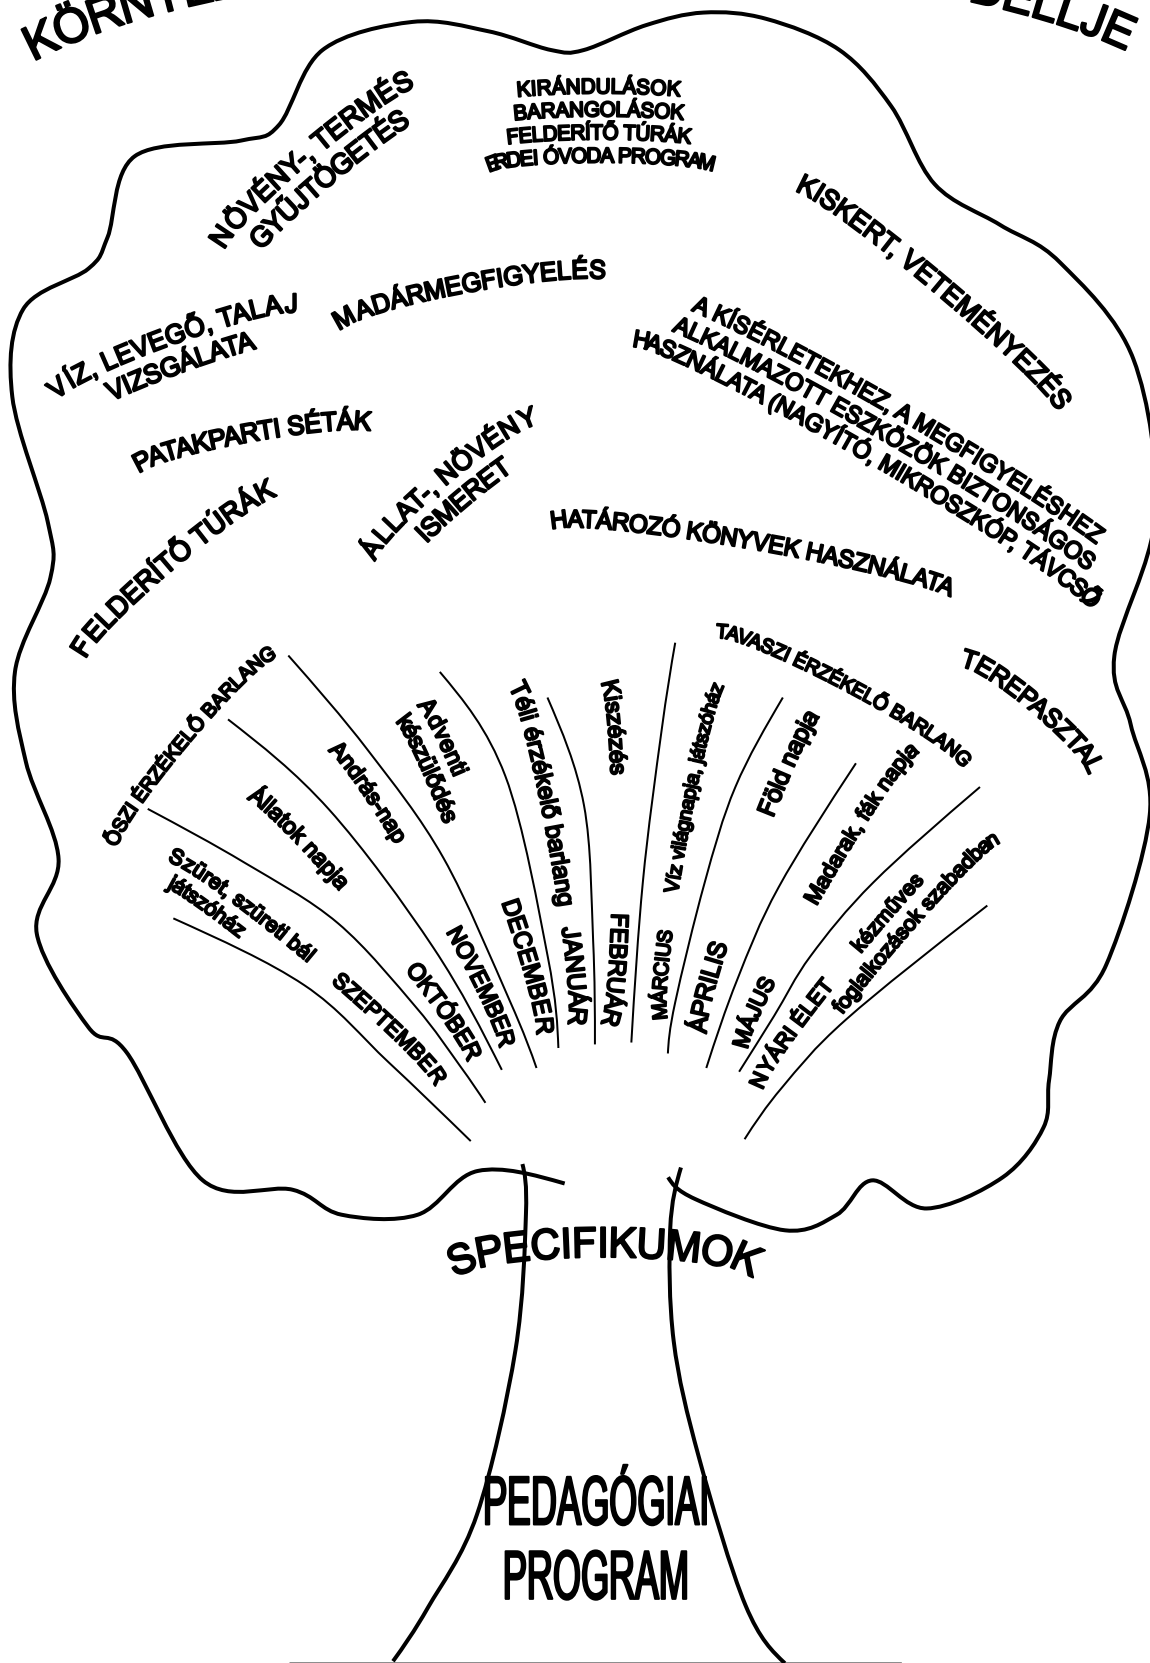 KIRÁNDULÁSOK
BARANGOLÁSOK
FELDERÍTŐ TÚRÁK
ERDEI ÓVODA PROGRAM
NÖVÉNY-, TERMÉS
GYŰJTÖGETÉS
KISKERT, VETEMÉNYEZÉS
MADÁRMEGFIGYELÉS
VÍZ, LEVEGŐ, TALAJ
VIZSGÁLATA
A KÍSÉRLETEKHEZ, A MEGFIGYELÉSHEZ
ALKALMAZOTT ESZKÖZÖK BIZTONSÁGOS
HASZNÁLATA (NAGYÍTÓ, MIKROSZKÓP, TÁVCSŐ
PATAKPARTI SÉTÁK
ÁLLAT-, NÖVÉNY
ISMERET
FELDERÍTŐ TÚRÁK
HATÁROZÓ KÖNYVEK HASZNÁLATA
TEREPASZTAL
ŐSZI ÉRZÉKELŐ BARLANG
TAVASZI ÉRZÉKELŐ BARLANG
Szüret, szüreti bál
játszóház
SZEPTEMBER
Állatok napja
OKTÓBER
András-nap
NOVEMBER
Adventi
készülődés
DECEMBER
Téli érzékelő barlang
JANUÁR
Kiszézés
FEBRUÁR
Víz világnapja, játszóház
MÁRCIUS
Föld napja
ÁPRILIS
Madarak, fák napja
MÁJUS
kézműves
foglalkozások szabadban
NYÁRI ÉLET
SPECIFIKUMOK
PEDAGÓGIAI
PROGRAM